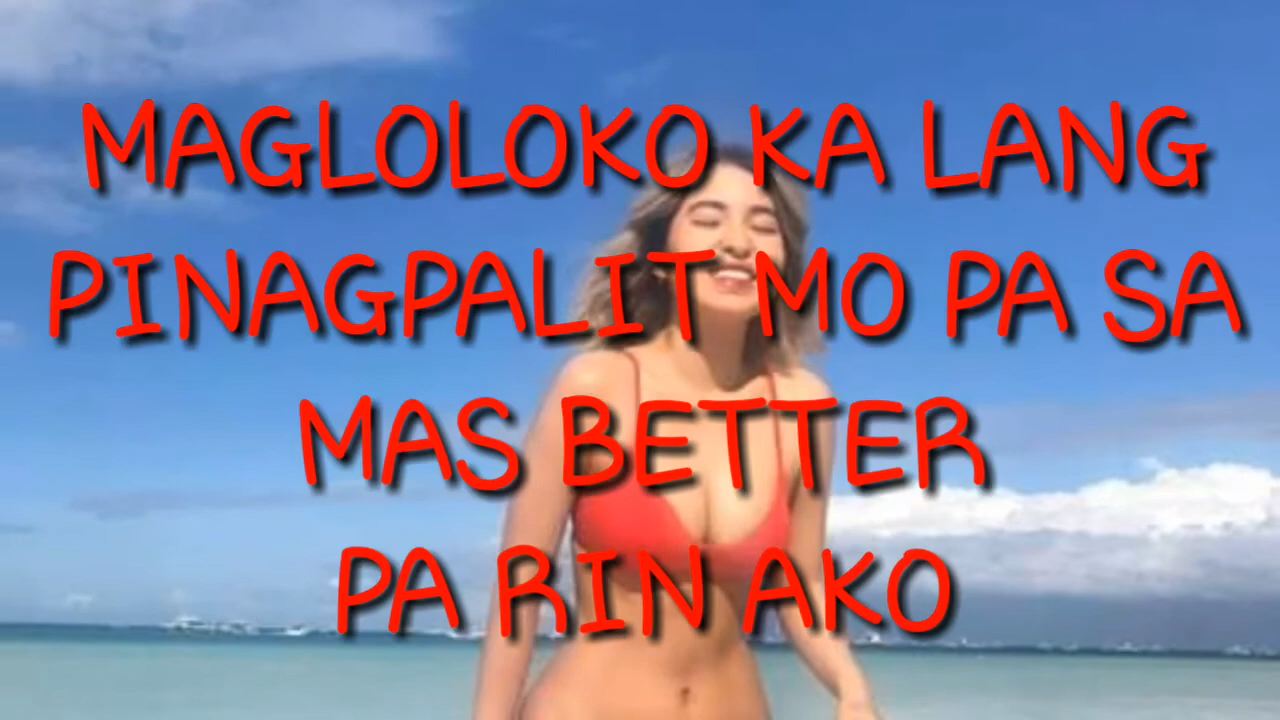 MAGLOLOKO KA LANG
PINAGPALIT MO PA SA
MAS BETTER
PA RIN AKO